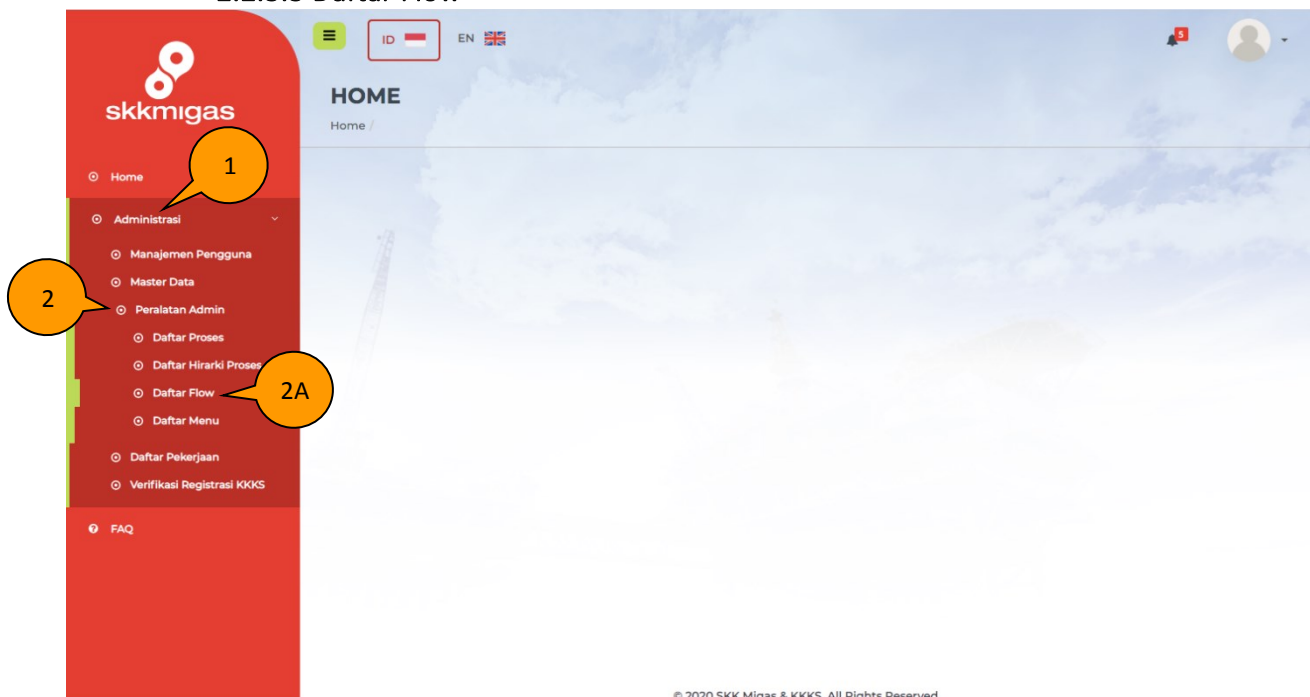 Daftar Flow
ID
EN
5
skkmigas
HOME
Home /
1
Home
Administrasi
Manajemen Pengguna
Master Data
2
Peralatan Admin
Daftar Proses
Daftar Hirarki Proses
Daftar Flow
2A
Daftar Menu
Daftar Pekerjaan
Verifikasi Registrasi KKKS
FAQ
© 2020 SKK Migas & KKKS. All Rights Reserved